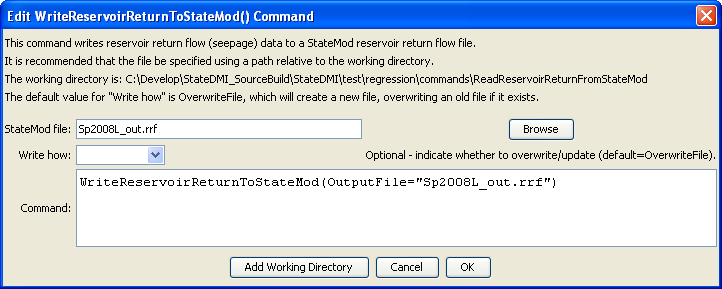 Edit WriteReservoirReturnToStateMod() Command
This command writes reservoir return flow (seepage) data to a StateMod reservoir return flow file.
It is recommended that the file be specified using a path relative to the working directory.
The working directory is: C:\Develop\StateDMI_SourceBuild\StateDMI\test\regression\commands\ReadReservoirReturnFromStateMod
The default value for "Write how" is OverwriteFile, which will create a new file, overwriting an old file if it exists.
StateMod file: Sp2008L_out.rrf Browse
Write how: Optional - indicate whether to overwrite/update (default=OverwriteFile).
WriteReservoirReturnToStateMod(OutputFile="Sp2008L_out.rrf")
Command:
Add Working Directory Cancel OK